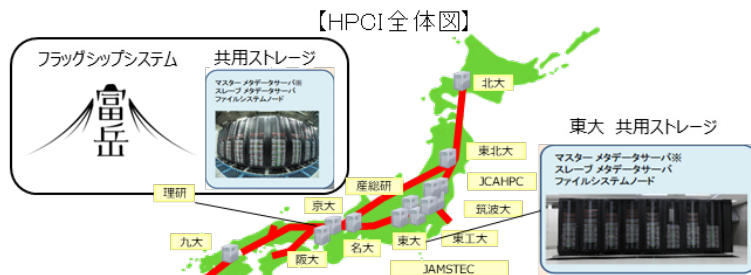 【HPCI全体図】
フラッグシップシステム
共用ストレージ
富岳
マスター メタデータサーバ※
スレーブ メタデータサーバ
ファイルシステムノード
北大
東大 共用ストレージ
マスター メタデータサーバ※
スレーブ メタデータサーバ
ファイルシステムノード
東北大
JCAHPC
産総研
理研
京大
筑波大
九大
阪大
名大
東大
東工大
JAMSTEC